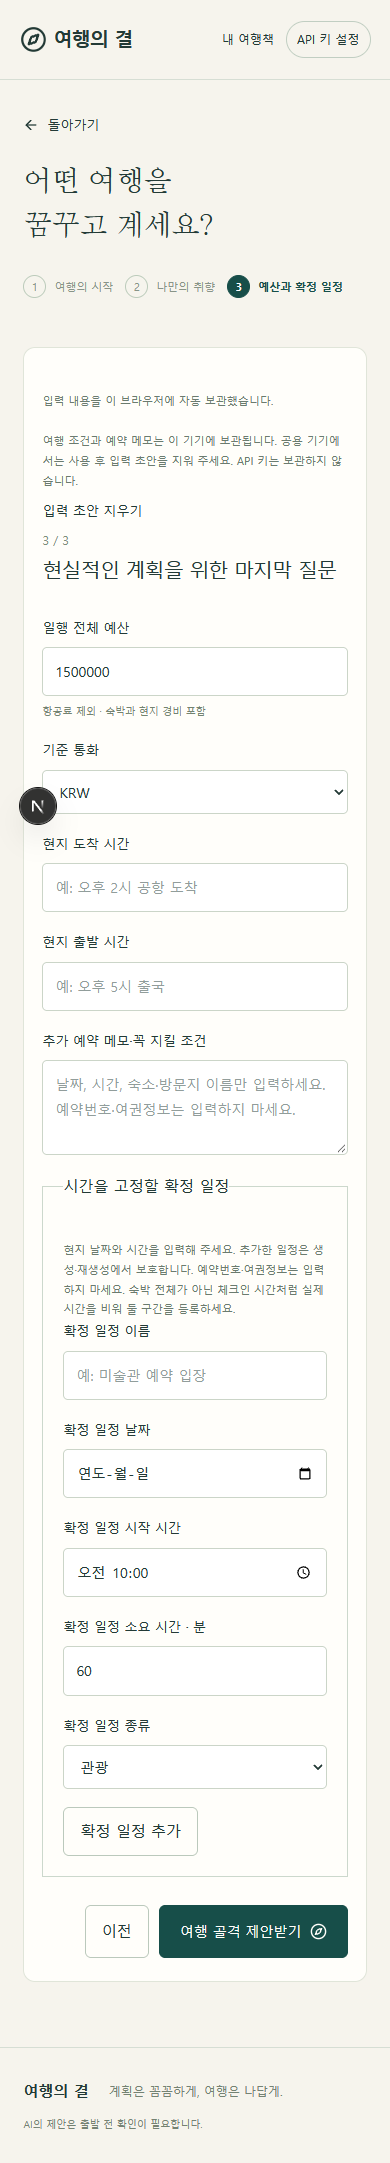 여행의 결
내 여행책
API 키 설정
돌아가기
어떤 여행을
꿈꾸고 계세요?
1 여행의 시작 2 나만의 취향 3 예산과 확정 일정
입력 내용을 이 브라우저에 자동 보관했습니다.
여행 조건과 예약 메모는 이 기기에 보관됩니다. 공용 기기에
서는 사용 후 입력 초안을 지워 주세요. API 키는 보관하지 않
습니다.
입력 초안 지우기
3 / 3
현실적인 계획을 위한 마지막 질문
일행 전체 예산
1500000
항공료 제외 · 숙박과 현지 경비 포함
기준 통화
N
KRW
현지 도착 시간
예: 오후 2시 공항 도착
현지 출발 시간
예: 오후 5시 출국
추가 예약 메모·꼭 지킬 조건
날짜, 시간, 숙소·방문지 이름만 입력하세요.
예약번호·여권정보는 입력하지 마세요.
시간을 고정할 확정 일정
현지 날짜와 시간을 입력해 주세요. 추가한 일정은 생
성·재생성에서 보호합니다. 예약번호·여권정보는 입력
하지 마세요. 숙박 전체가 아닌 체크인 시간처럼 실제
시간을 비워 둘 구간을 등록하세요.
확정 일정 이름
예: 미술관 예약 입장
확정 일정 날짜
연도-월-일
확정 일정 시작 시간
오전 10:00
확정 일정 소요 시간 · 분
60
확정 일정 종류
관광
확정 일정 추가
이전
여행 골격 제안받기
여행의 결
계획은 꼼꼼하게, 여행은 나답게.
AI의 제안은 출발 전 확인이 필요합니다.